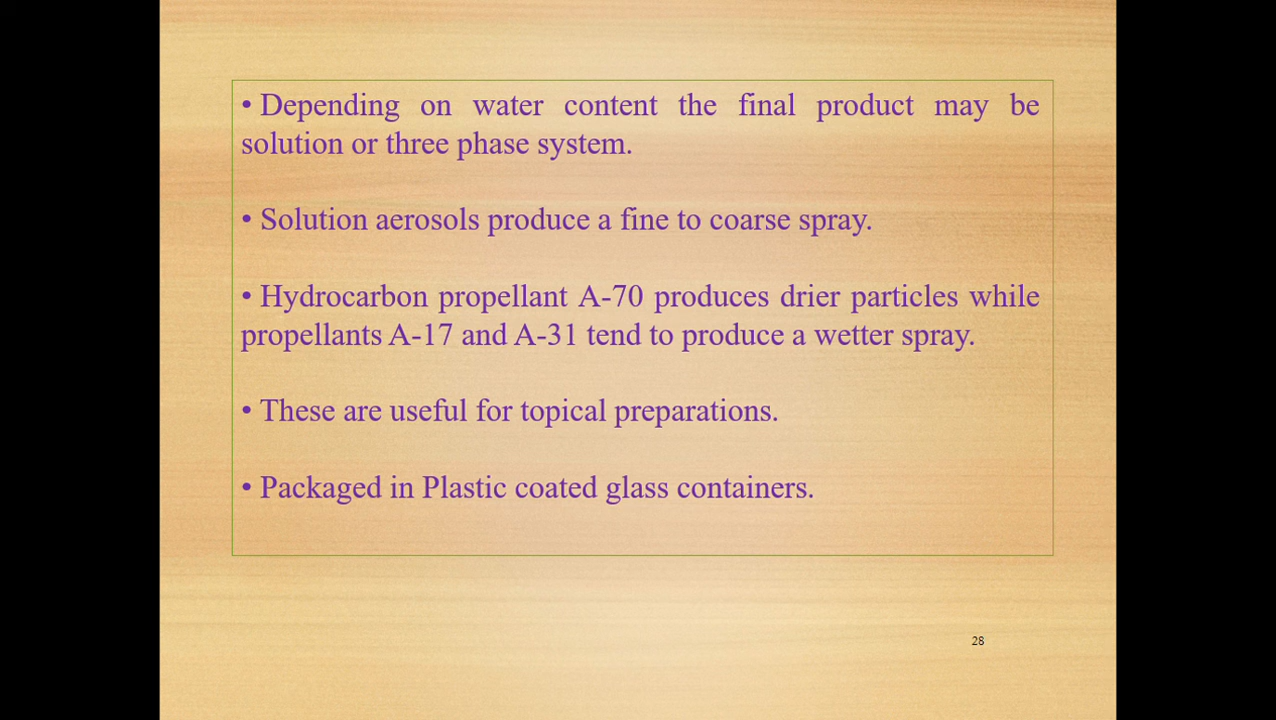 • Depending on water content the final product may be
solution or three phase system.
• Solution aerosols produce a fine to coarse spray.
• Hydrocarbon propellant A-70 produces drier particles while
propellants A-17 and A-31 tend to produce a wetter spray.
• These are useful for topical preparations.
• Packaged in Plastic coated glass containers.
28